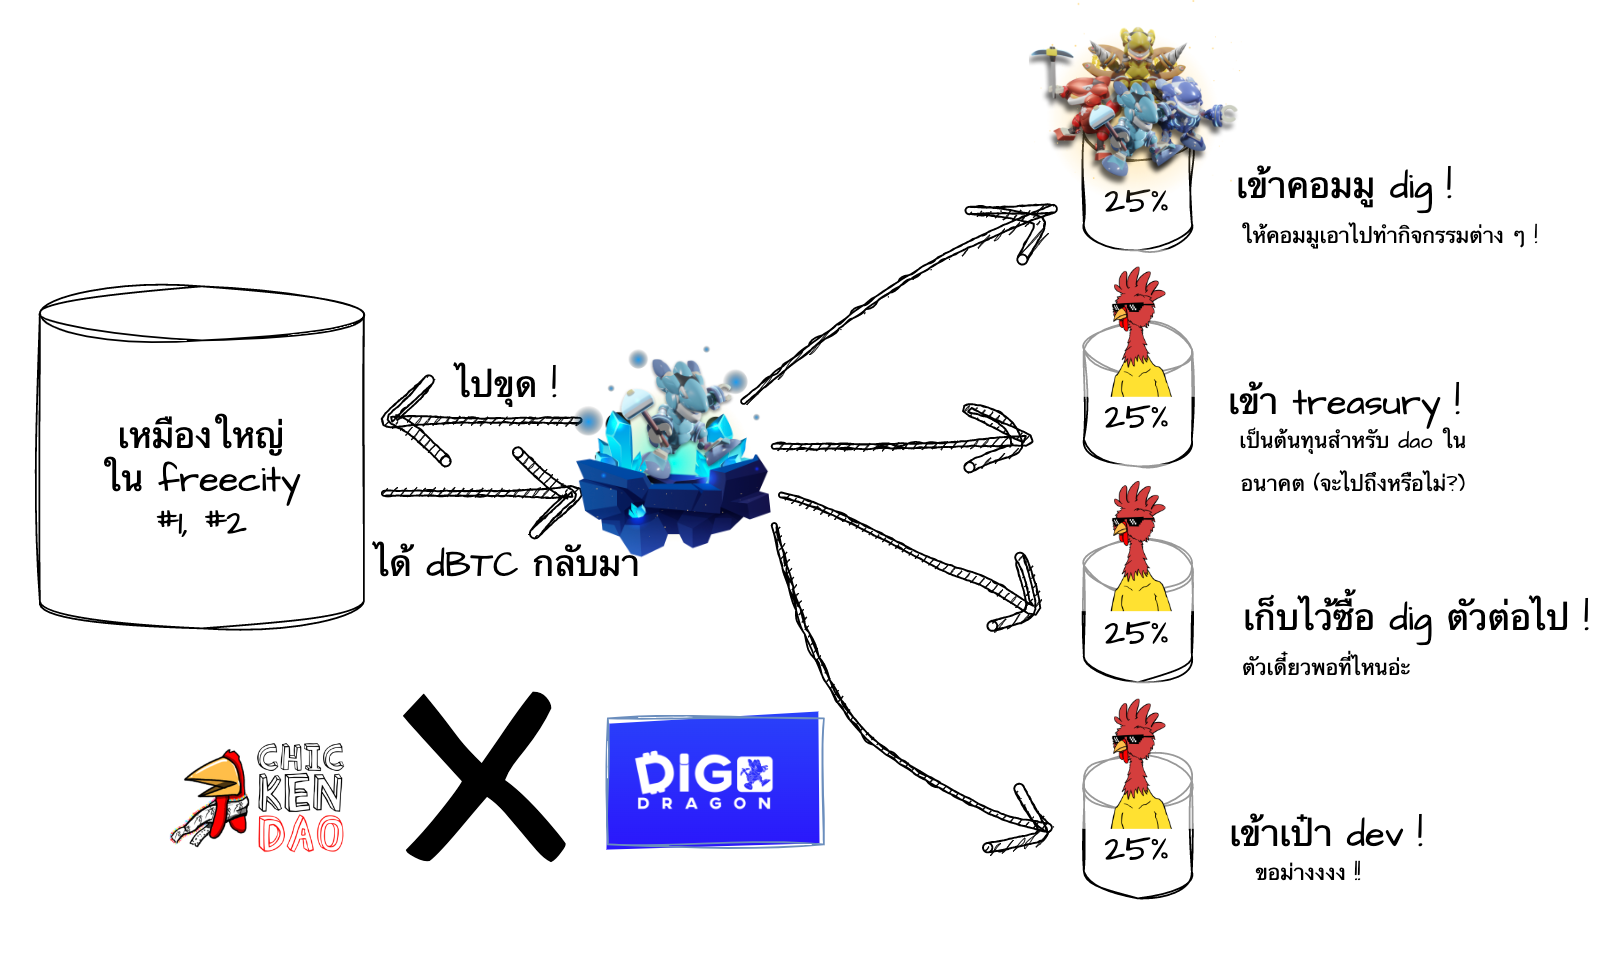 25%
เข้าคอมมู dig !
ให้คอมมูเอาไปทำกิจกรรมต่าง ๆ !
ไปขุด !
เหมืองใหญ่
ใน freecity
#1, #2
ได้ dBTC กลับมา
25%
เข้า treasury !
เป็นต้นทุนสำหรับ dao ใน
อนาคต (จะไปถึงหรือไม่?)
25%
เก็บไว้ซื้อ dig ตัวต่อไป !
ตัวเดี๋ยวพอที่ไหนอ่ะ
25%
เข้าเป๋า dev !
ขอม่างงงง !!
CHIC
KEN
DAO
DiG
DRAGON